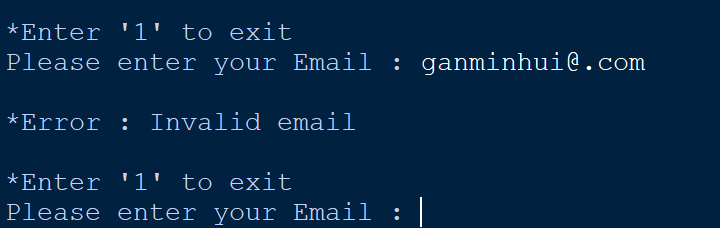 *Enter '1' to exit
Please enter your Email : ganminhui@.com
*Error : Invalid email
*Enter '1' to exit
Please enter your Email :